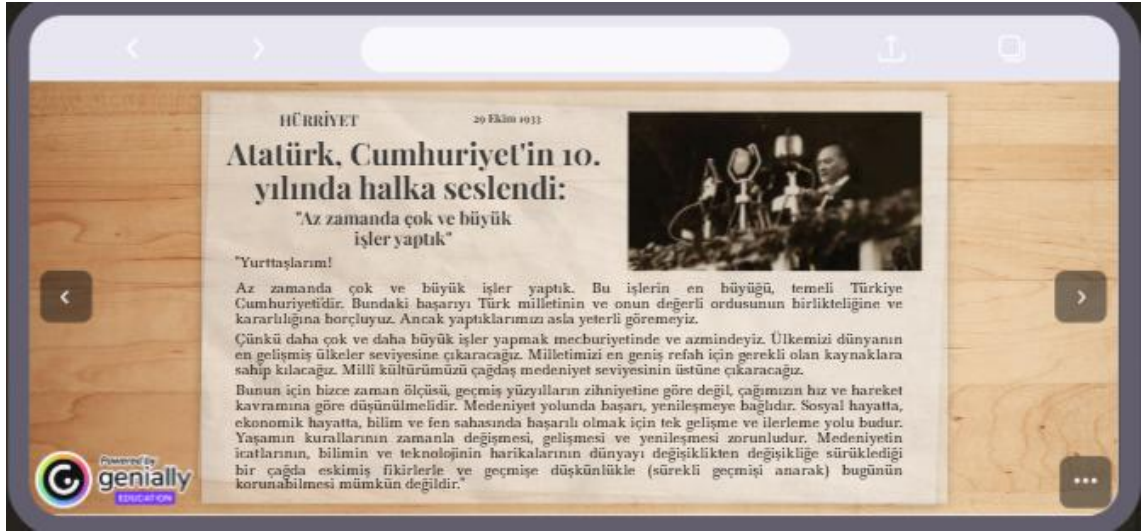 HÜRRİYET
29 Ekim 1933
Atatürk, Cumhuriyet'in 10.
yılında halka seslendi:
"Az zamanda çok ve büyük
işler yaptık"
"Yurttaşlarım!
Az zamanda çok ve büyük işler yaptık. Bu işlerin en büyüğü, temeli Türkiye
Cumhuriyeti'dir. Bundaki başarıyı Türk milletinin ve onun değerli ordusunun birlikteliğine ve
kararlılığına borçluyuz. Ancak yaptıklarımızı asla yeterli göremeyiz.
Çünkü daha çok ve daha büyük işler yapmak mecburiyetinde ve azmindeyiz. Ülkemizi dünyanın
en gelişmiş ülkeler seviyesine çıkaracağız. Milletimizi en geniş refah için gerekli olan kaynaklara
sahip kılacağız. Millî kültürümüzü çağdaş medeniyet seviyesinin üstüne çıkaracağız.
Bunun için bizce zaman ölçüsü, geçmiş yüzyılların zihniyetine göre değil, çağımızın hız ve hareket
kavramına göre düşünülmelidir. Medeniyet yolunda başarı, yenileşmeye bağlıdır. Sosyal hayatta,
ekonomik hayatta, bilim ve fen sahasında başarılı olmak için tek gelişme ve ilerleme yolu budur.
Yaşamın kurallarının zamanla değişmesi, gelişmesi ve yenileşmesi zorunludur. Medeniyetin
icatlarının, bilimin ve teknolojinin harikalarının dünyayı değişiklikten değişikliğe sürüklediği
bir çağda eskimiş fikirlerle ve geçmişe düşkünlükle (sürekli geçmişi anarak) bugünün
korunabilmesi mümkün değildir."
Powered by
genially
EDUCATION